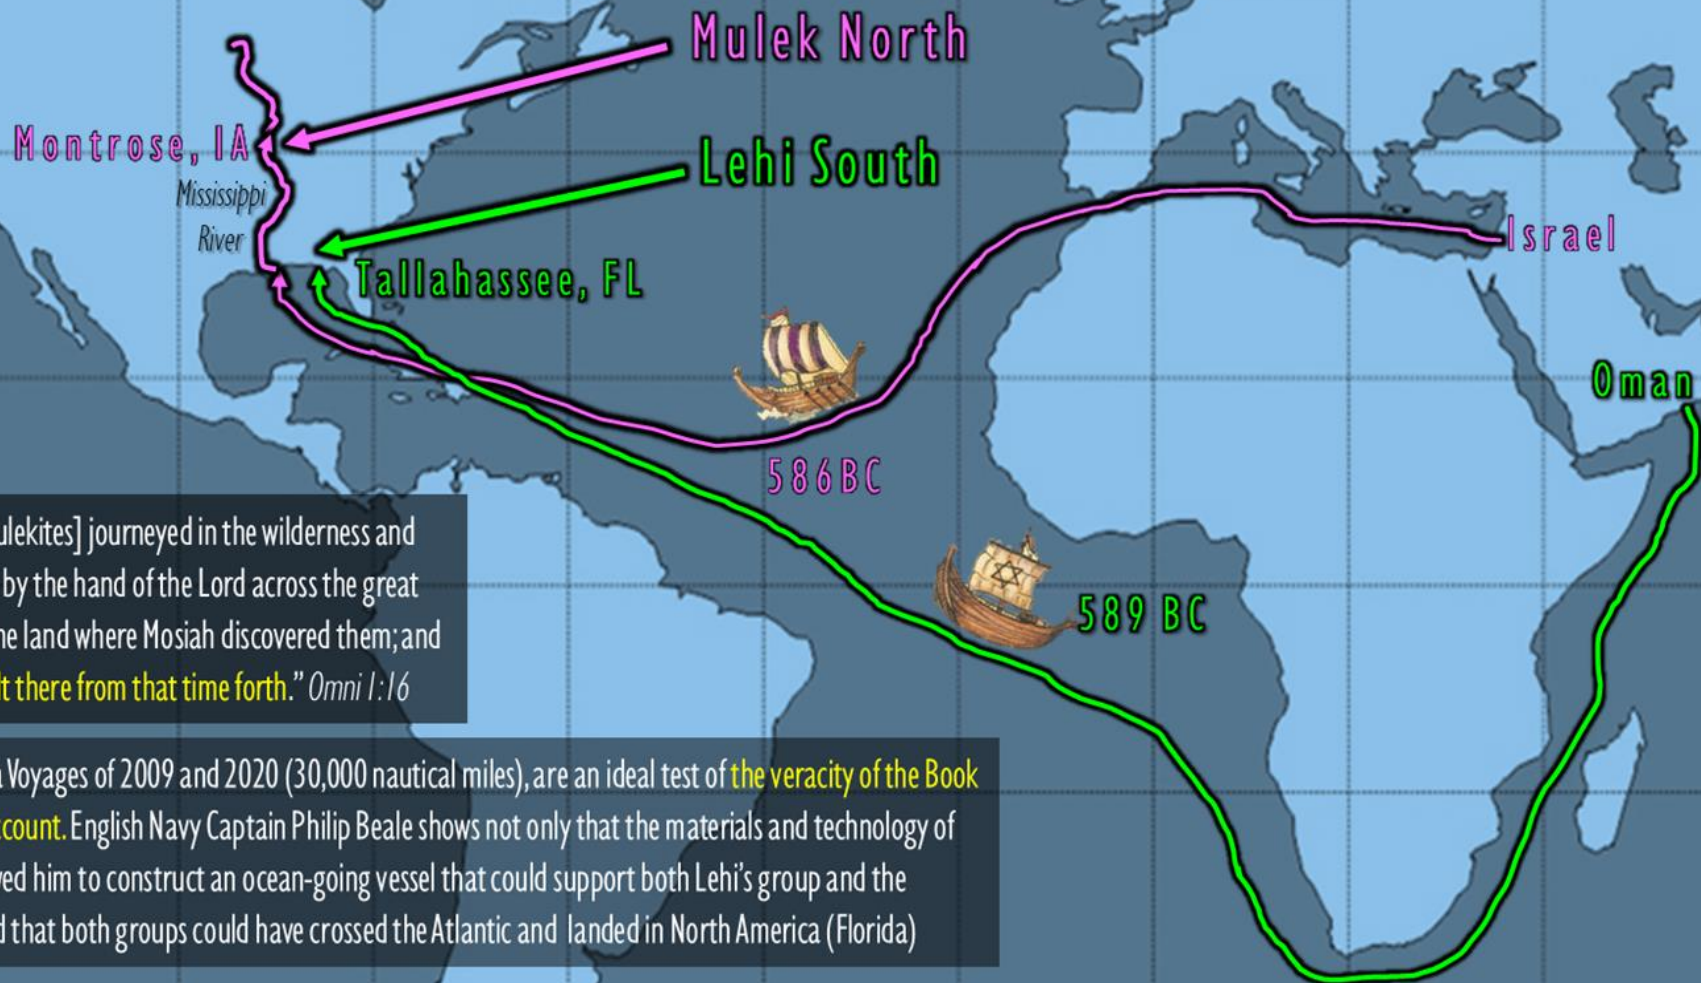 Mulek North
Montrose, IA
Lehi South
Mississippi
River
Israel
Tallahassee, FL
Oman
586BC
ulekites] journeyed in the wilderness and
by the hand of the Lord across the great
he land where Mosiah discovered them; and
lt there from that time forth.” Omni 1:16
589 BC
a Voyages of 2009 and 2020 (30,000 nautical miles), are an ideal test of the veracity of the Book
count. English Navy Captain Philip Beale shows not only that the materials and technology of
ved him to construct an ocean-going vessel that could support both Lehi’s group and the
d that both groups could have crossed the Atlantic and landed in North America (Florida)